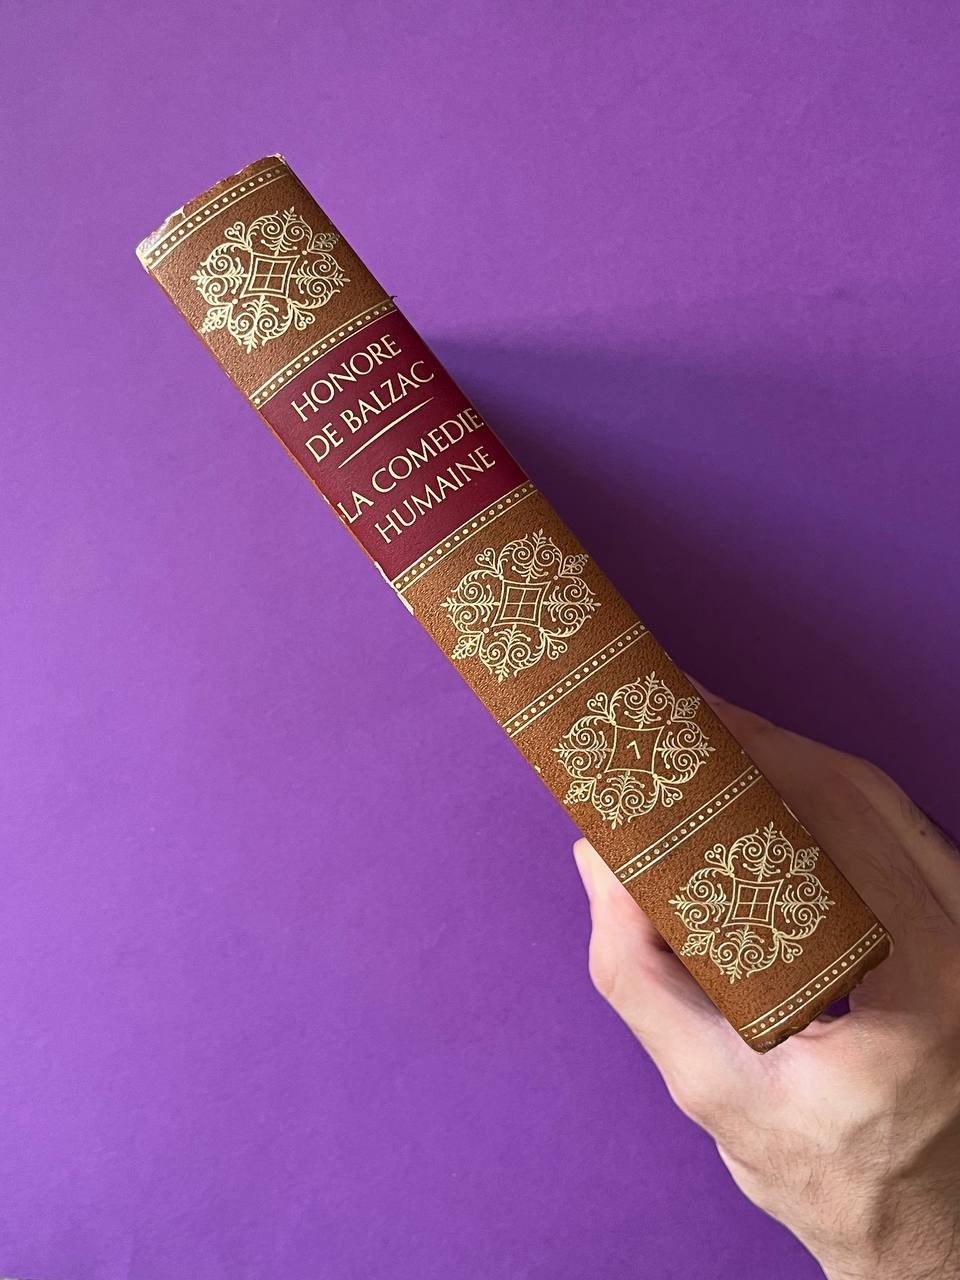 HONORE
DE BALZAC
LA COMEDIE
HUMAINE
1